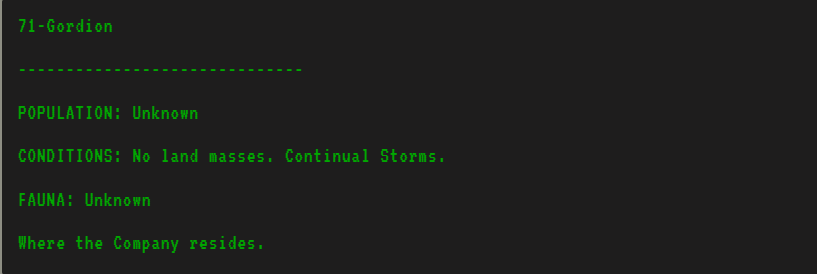 71-Gordion
------------------------------
POPULATION: Unknown
CONDITIONS: No land masses. Continual Storms.
FAUNA: Unknown
Where the Company resides.